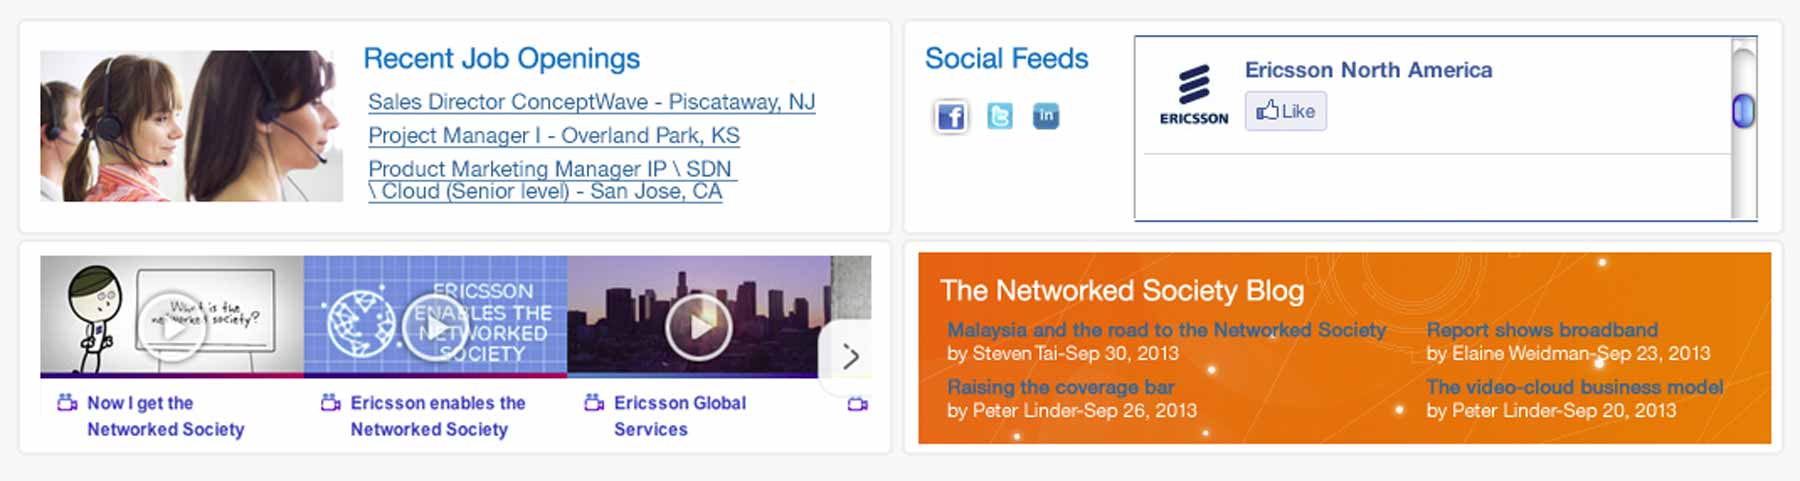 Recent Job Openings
Sales Director ConceptWave - Piscataway, NJ
Project Manager I - Overland Park, KS
Product Marketing Manager IP \ SDN
\ Cloud (Senior level) - San Jose, CA
Social Feeds
f
t
in
ERICSSON
Ericsson North America
Like
What is the
networked society?
ERICSSON
ENABLES THE
NETWORKED
SOCIETY
Now I get the
Networked Society
Ericsson enables the
Networked Society
Ericsson Global
Services
The Networked Society Blog
Malaysia and the road to the Networked Society
by Steven Tai-Sep 30, 2013
Raising the coverage bar
by Peter Linder-Sep 26, 2013
Report shows broadband
by Elaine Weidman-Sep 23, 2013
The video-cloud business model
by Peter Linder-Sep 20, 2013